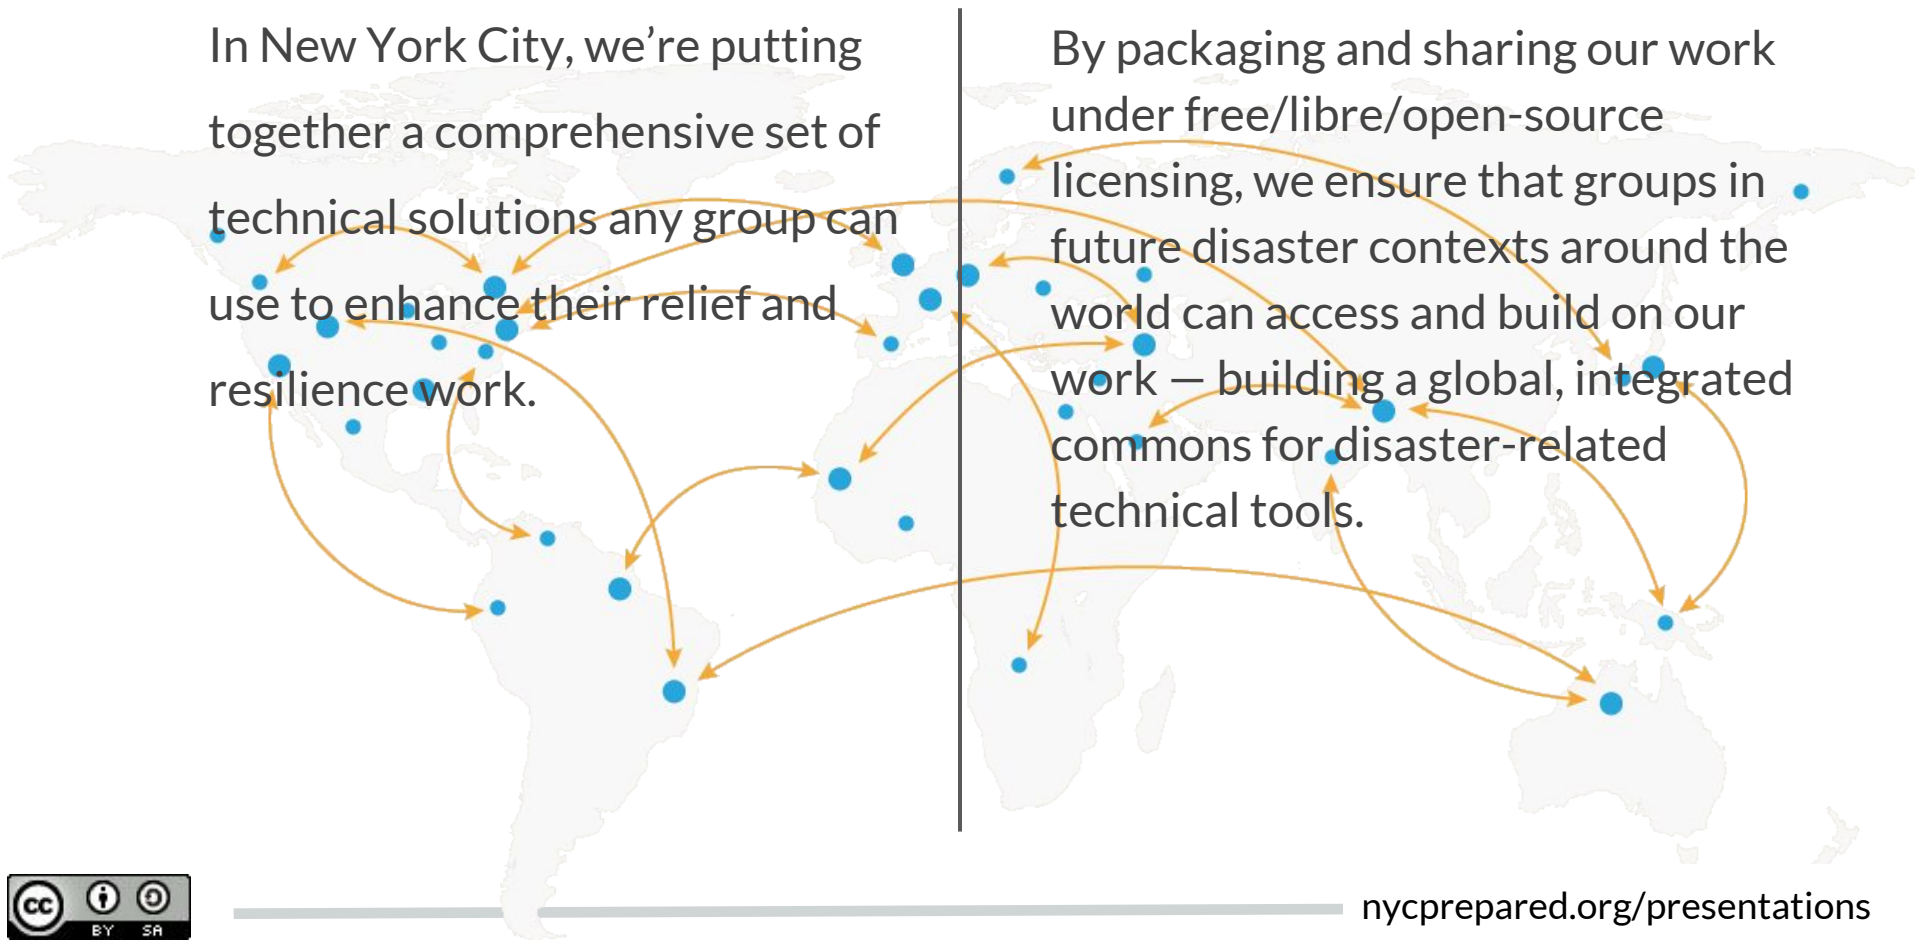 In New York City, we’re putting
together a comprehensive set of
technical solutions any group can
use to enhance their relief and
resilience work.
By packaging and sharing our work
under free/libre/open-source
licensing, we ensure that groups in
future disaster contexts around the
world can access and build on our
work — building a global, integrated
commons for disaster-related
technical tools.
cc
BY SA
nycprepared.org/presentations